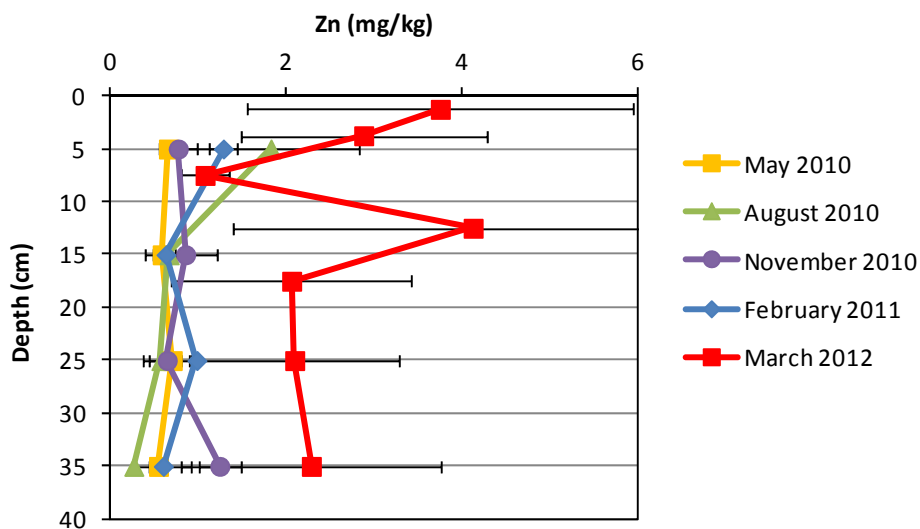 Zn (mg/kg)
0 2 4 6
0
5
10
15
20
25
30
35
40
Depth (cm)
May 2010
August 2010
November 2010
February 2011
March 2012